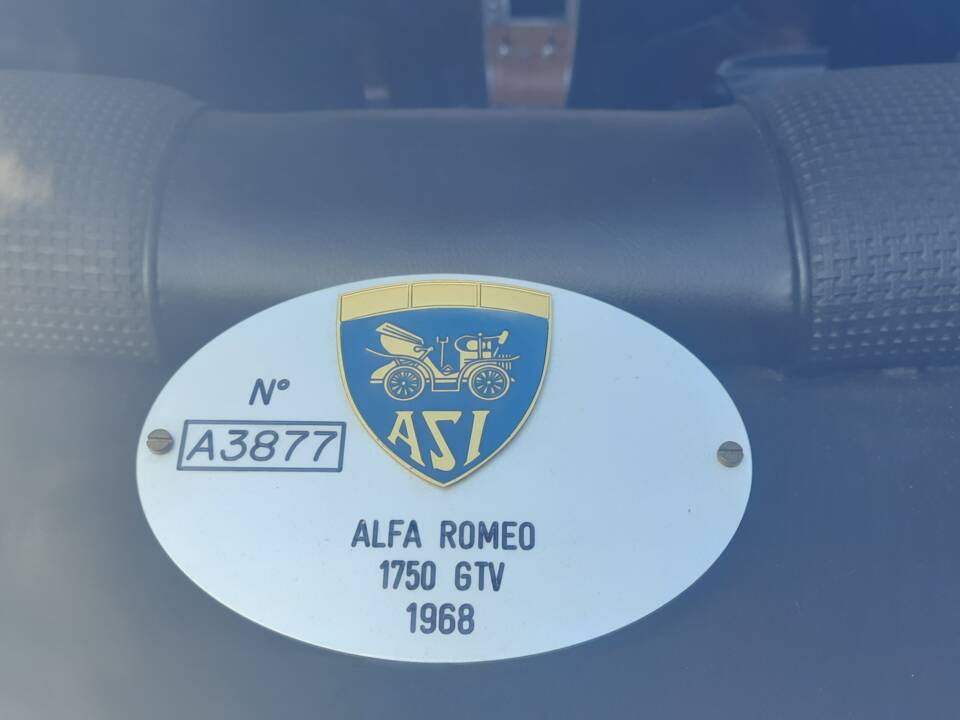 ASI
N°
A3877
ALFA ROMEO
1750 GTV
1968